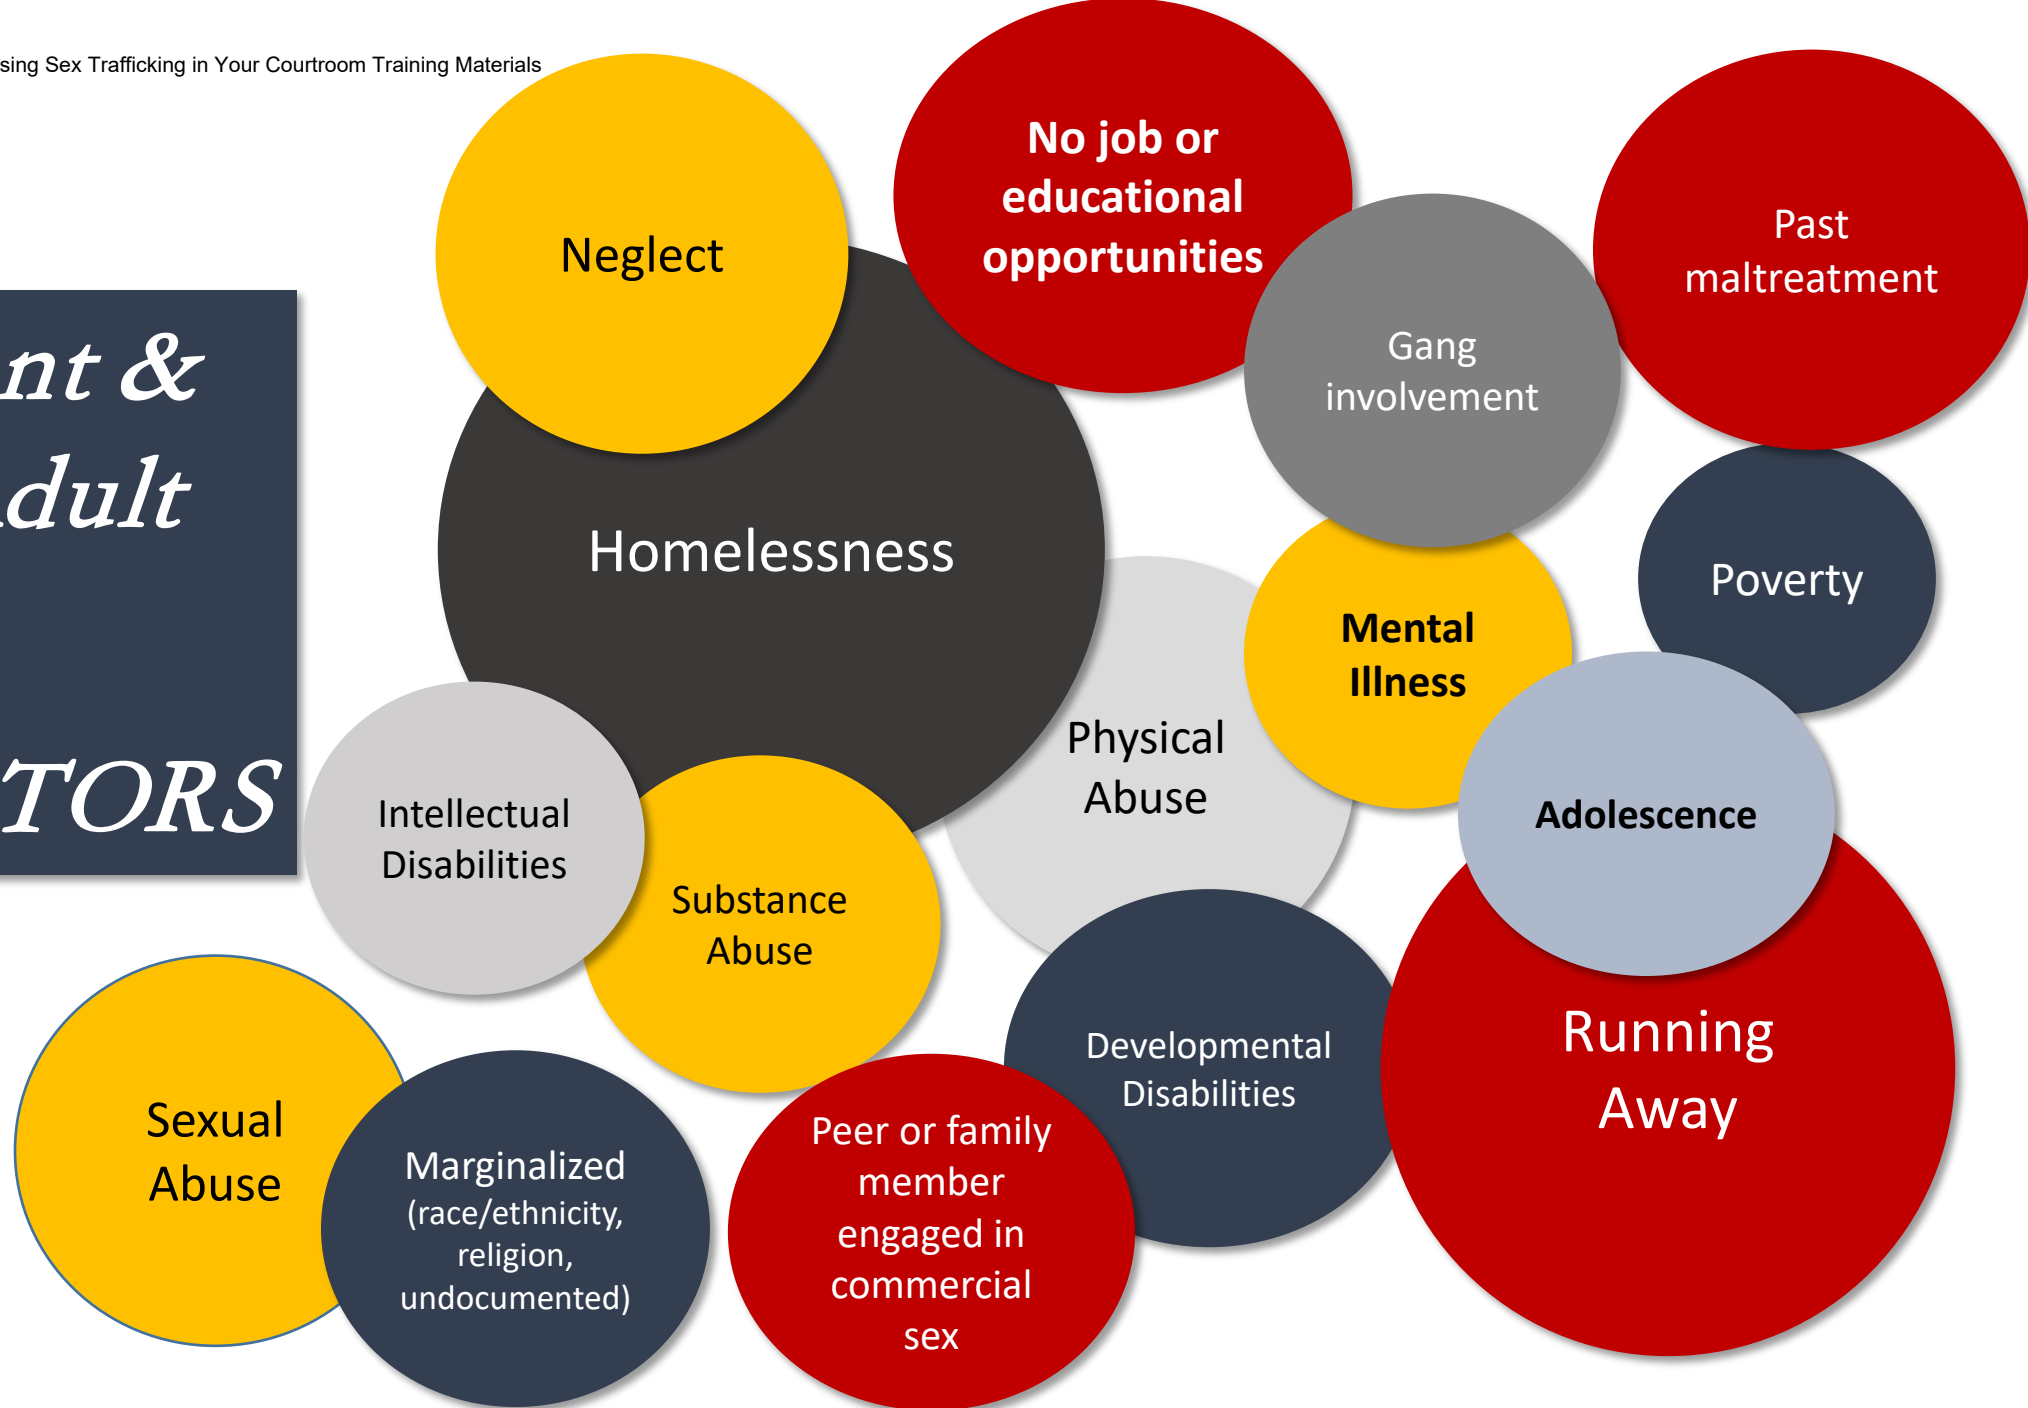 sing Sex Trafficking in Your Courtroom Training Materials
nt &
dult
TORS
Neglect
No job or
educational
opportunities
Past
maltreatment
Gang
involvement
Homelessness
Poverty
Mental
Illness
Physical
Abuse
Adolescence
Intellectual
Disabilities
Substance
Abuse
Running
Away
Developmental
Disabilities
Sexual
Abuse
Marginalized
(race/ethnicity,
religion,
undocumented)
Peer or family
member
engaged in
commercial
sex